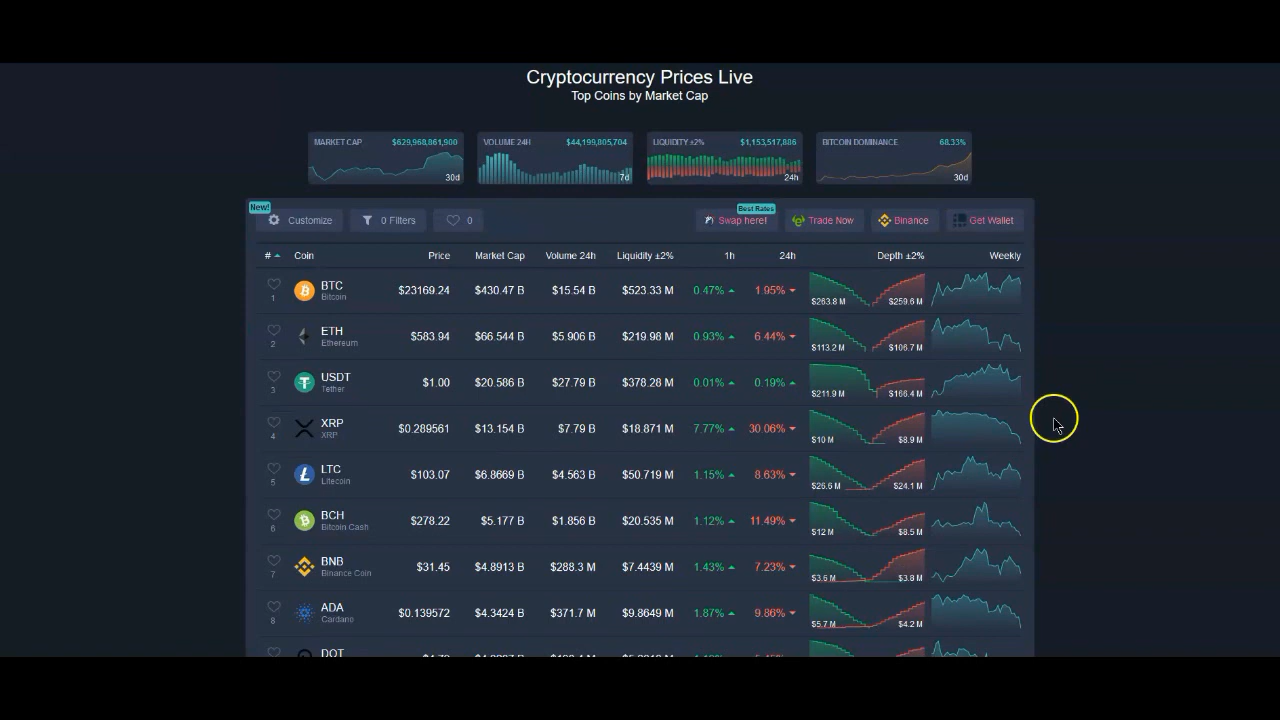 Cryptocurrency Prices Live
Top Coins by Market Cap
MARKET CAP $629,968,861,900
30d
VOLUME 24H $44,199,805,704
7d
LIQUIDITY ±2% $1,153,517,886
24h
BITCOIN DOMINANCE 68.33%
30d
New!
Customize 0 Filters 0
Best Rates
Swap here! Trade Now Binance Get Wallet
# Coin Price Market Cap Volume 24h Liquidity ±2% 1h 24h Depth ±2% Weekly
1 BTC Bitcoin $23169.24 $430.47 B $15.54 B $523.33 M 0.47% 1.95% $263.8 M $259.6 M
2 ETH Ethereum $583.94 $66.544 B $5.906 B $219.98 M 0.93% 6.44% $113.2 M $106.7 M
3 USDT Tether $1.00 $20.586 B $27.79 B $378.28 M 0.01% 0.19% $211.9 M $166.4 M
4 XRP XRP $0.289561 $13.154 B $7.79 B $18.871 M 7.77% 30.06% $10 M $8.9 M
5 LTC Litecoin $103.07 $6.8669 B $4.563 B $50.719 M 1.15% 8.63% $26.6 M $24.1 M
6 BCH Bitcoin Cash $278.22 $5.177 B $1.856 B $20.535 M 1.12% 11.49% $12 M $8.5 M
7 BNB Binance Coin $31.45 $4.8913 B $288.3 M $7.4439 M 1.43% 7.23% $3.6 M $3.8 M
8 ADA Cardano $0.139572 $4.3424 B $371.7 M $9.8649 M 1.87% 9.86% $5.7 M $4.2 M
DOT